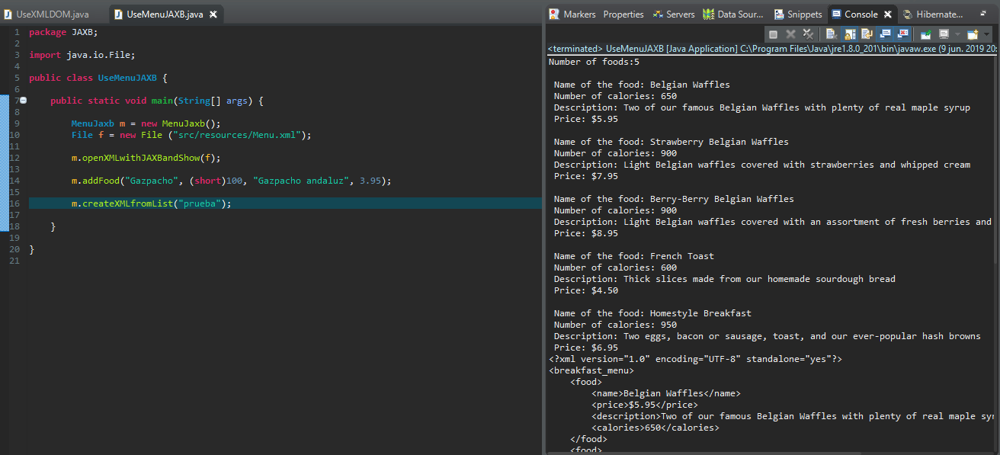 UseXMLDOM.java
UseMenuJAXB.java
1 package JAXB;
2
3 import java.io.File;
4
5 public class UseMenuJAXB {
6
7 public static void main(String[] args) {
8
9 MenuJaxb m = new MenuJaxb();
10 File f = new File ("src/resources/Menu.xml");
11
12 m.openXMLwithJAXBandShow(f);
13
14 m.addFood("Gazpacho", (short)100, "Gazpacho andaluz", 3.95);
15
16 m.createXMLfromList("prueba");
17
18 }
19
20 }
21
Markers Properties Servers Data Sour... Snippets Console Hibernate...
<terminated> UseMenuJAXB [Java Application] C:\Program Files\Java\jre1.8.0_201\bin\javaw.exe (9 jun. 2019 20:
Number of foods:5
Name of the food: Belgian Waffles
Number of calories: 650
Description: Two of our famous Belgian Waffles with plenty of real maple syrup
Price: $5.95
Name of the food: Strawberry Belgian Waffles
Number of calories: 900
Description: Light Belgian waffles covered with strawberries and whipped cream
Price: $7.95
Name of the food: Berry-Berry Belgian Waffles
Number of calories: 900
Description: Light Belgian waffles covered with an assortment of fresh berries and
Price: $8.95
Name of the food: French Toast
Number of calories: 600
Description: Thick slices made from our homemade sourdough bread
Price: $4.50
Name of the food: Homestyle Breakfast
Number of calories: 950
Description: Two eggs, bacon or sausage, toast, and our ever-popular hash browns
Price: $6.95
<?xml version="1.0" encoding="UTF-8" standalone="yes"?>
<breakfast_menu>
<food>
<name>Belgian Waffles</name>
<price>$5.95</price>
<description>Two of our famous Belgian Waffles with plenty of real maple
<calories>650</calories>
</food>
<food>